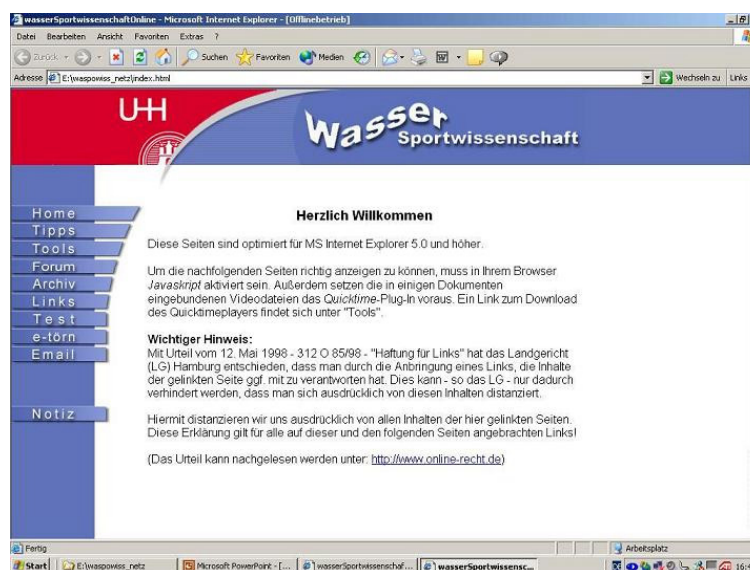 wasserSportwissenschaftOnline - Microsoft Internet Explorer - [Offlinebetrieb]
Datei Bearbeiten Ansicht Favoriten Extras ?
Zurück Suchen Favoriten Medien
Adresse E:\waspowiss_netz\index.html Wechseln zu Links
UHH
Wasser
Sportwissenschaft
Home
Tipps
Tools
Forum
Archiv
Links
Test
e-törn
Email
Notiz
Herzlich Willkommen
Diese Seiten sind optimiert für MS Internet Explorer 5.0 und höher.
Um die nachfolgenden Seiten richtig anzeigen zu können, muss in Ihrem Browser
Javaskript aktiviert sein. Außerdem setzen die in einigen Dokumenten
eingebundenen Videodateien das Quicktime-Plug-In voraus. Ein Link zum Download
des Quicktimeplayers findet sich unter "Tools".
Wichtiger Hinweis:
Mit Urteil vom 12. Mai 1998 - 312 O 85/98 - "Haftung für Links" hat das Landgericht
(LG) Hamburg entschieden, dass man durch die Anbringung eines Links, die Inhalte
der gelinkten Seite ggf. mit zu verantworten hat. Dies kann - so das LG - nur dadurch
verhindert werden, dass man sich ausdrücklich von diesen Inhalten distanziert.
Hiermit distanzieren wir uns ausdrücklich von allen Inhalten der hier gelinkten Seiten.
Diese Erklärung gilt für alle auf dieser und den folgenden Seiten angebrachten Links!
(Das Urteil kann nachgelesen werden unter: http://www.online-recht.de)
Fertig Arbeitsplatz
Start E:\waspowiss_netz Microsoft PowerPoint - [... wasserSportwissenschaf... wasserSportwissensc...